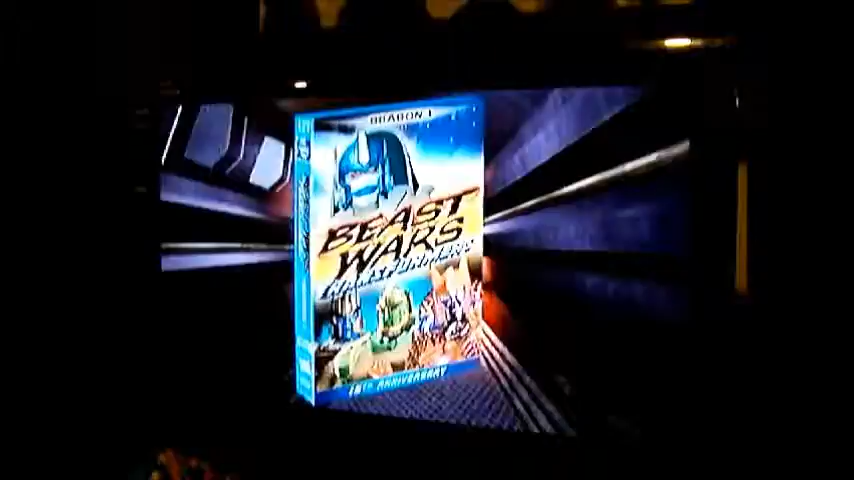 SEASON 1
BEAST
WARS
TRANSFORMERS
15TH ANNIVERSARY